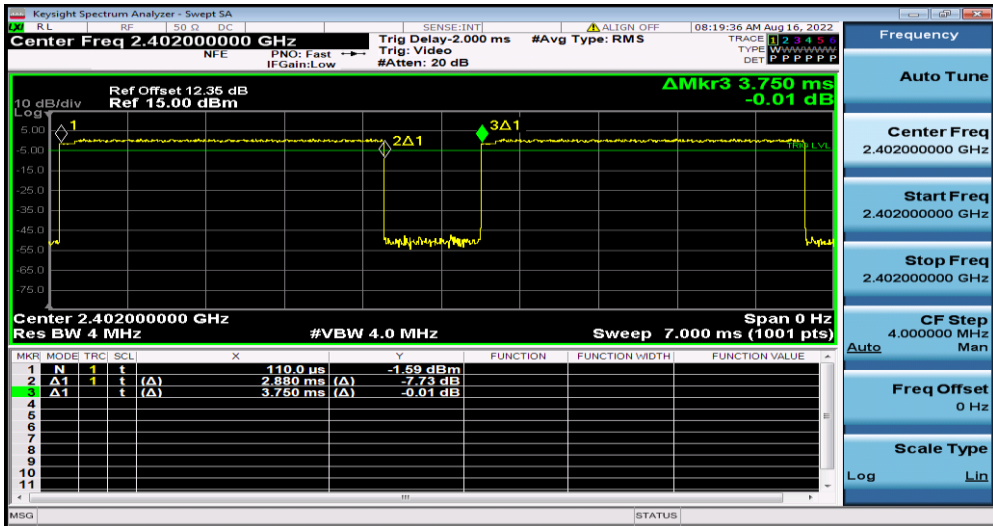 Keysight Spectrum Analyzer - Swept SA
LXI RL RF 50 Ω DC SENSE:INT ALIGN OFF 08:19:36 AM Aug 16, 2022
Center Freq 2.402000000 GHz Trig Delay-2.000 ms #Avg Type: RMS TRACE 1 2 3 4 5 6
NFE PNO: Fast Trig: Video TYPE WWWWWW
IFGain:Low #Atten: 20 dB DET P P P P P P
Ref Offset 12.35 dB ΔMkr3 3.750 ms
10 dB/div Ref 15.00 dBm -0.01 dB
Log
5.00 1 3Δ1
-5.00 2Δ1 TRIG LVL
-15.0
-25.0
-35.0
-45.0
-55.0
-65.0
-75.0
Center 2.402000000 GHz Span 0 Hz
Res BW 4 MHz #VBW 4.0 MHz Sweep 7.000 ms (1001 pts)
MKR MODE TRC SCL X Y FUNCTION FUNCTION WIDTH FUNCTION VALUE
1 N 1 t 110.0 µs -1.59 dBm
2 Δ1 1 t (Δ) 2.880 ms (Δ) -7.73 dB
3 Δ1 t (Δ) 3.750 ms (Δ) -0.01 dB
4
5
6
7
8
9
10
11
MSG STATUS
Frequency
Auto Tune
Center Freq
2.402000000 GHz
Start Freq
2.402000000 GHz
Stop Freq
2.402000000 GHz
CF Step
4.000000 MHz
Auto Man
Freq Offset
0 Hz
Scale Type
Log Lin